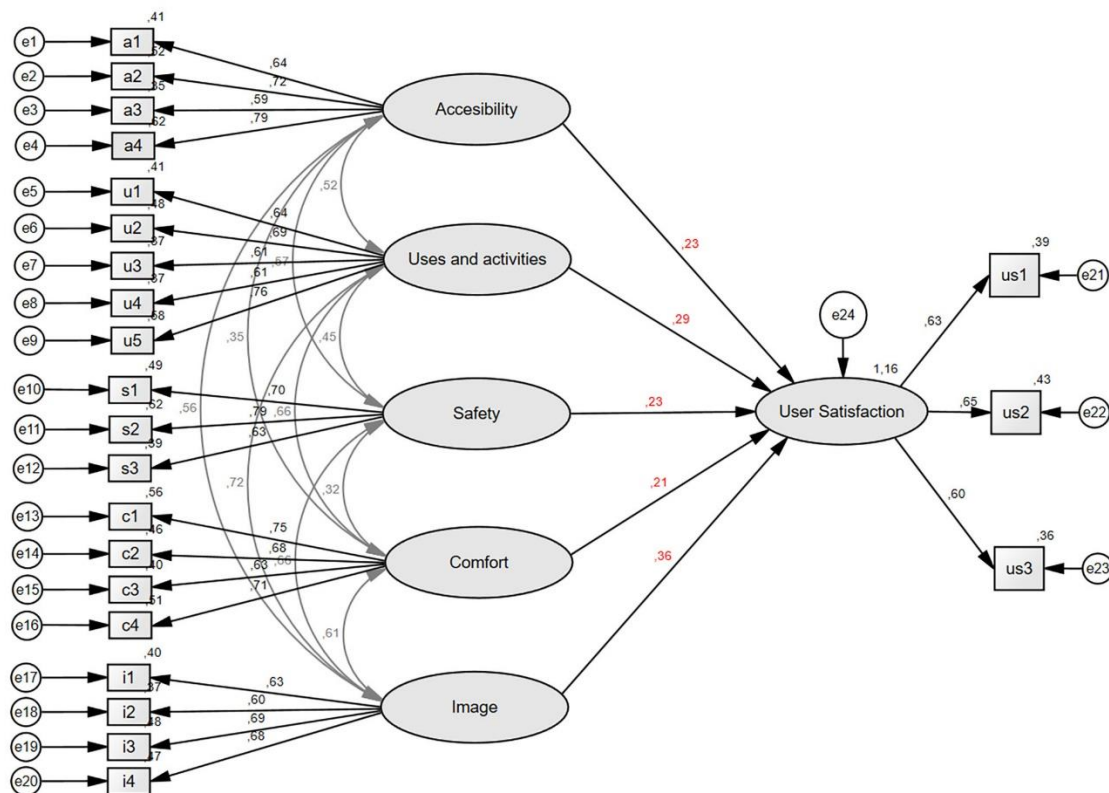 ,41
e1 a1
,52
e2 a2
,35
e3 a3
,62
e4 a4
,64
,72
,59
,79
Accesibility
,41
e5 u1
,48
e6 u2
,37
e7 u3
,37
e8 u4
,58
e9 u5
,64
,69
,61
,61
,76
Uses and activities
,49
e10 s1
,62
e11 s2
,39
e12 s3
,70
,79
,63
Safety
,56
e13 c1
,46
e14 c2
,40
e15 c3
,51
e16 c4
,75
,68
,63
,71
Comfort
,40
e17 i1
,37
e18 i2
,48
e19 i3
,47
e20 i4
,63
,60
,69
,68
Image
,52
,57
,35
,45
,56
,66
,72
,32
,66
,61
,23
,29
,23
,21
,36
e24
1,16
User Satisfaction
,63
,65
,60
,39
us1 e21
,43
us2 e22
,36
us3 e23